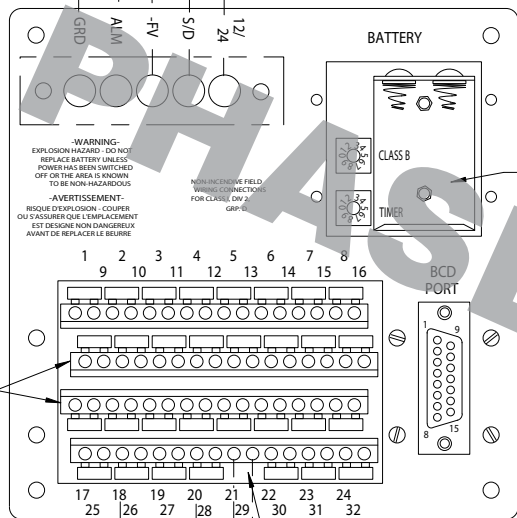 GRD
ALM
-FV
S/D
12/
24
BATTERY
-WARNING-
EXPLOSION HAZARD - DO NOT
REPLACE BATTERY UNLESS
POWER HAS BEEN SWITCHED
OFF OR THE AREA IS KNOWN
TO BE NON-HAZARDOUS
-AVERTISSEMENT-
RISQUE D'EXPLOSION - COUPER
OU S'ASSURER QUE L'EMPLACEMENT
EST DESIGNE NON DANGEREUX
AVANT DE REPLACER LE BEURRE
NON-INCENDIVE FIELD
WIRING CONNECTIONS
FOR CLASS I, DIV 2,
GRP. D
CLASS B
TIMER
PHASE
1 2 3 4 5 6 7 8
9 10 11 12 13 14 15 16
BCD
PORT
1 9
8 15
17 18 19 20 21 22 23 24
25 26 27 28 29 30 31 32